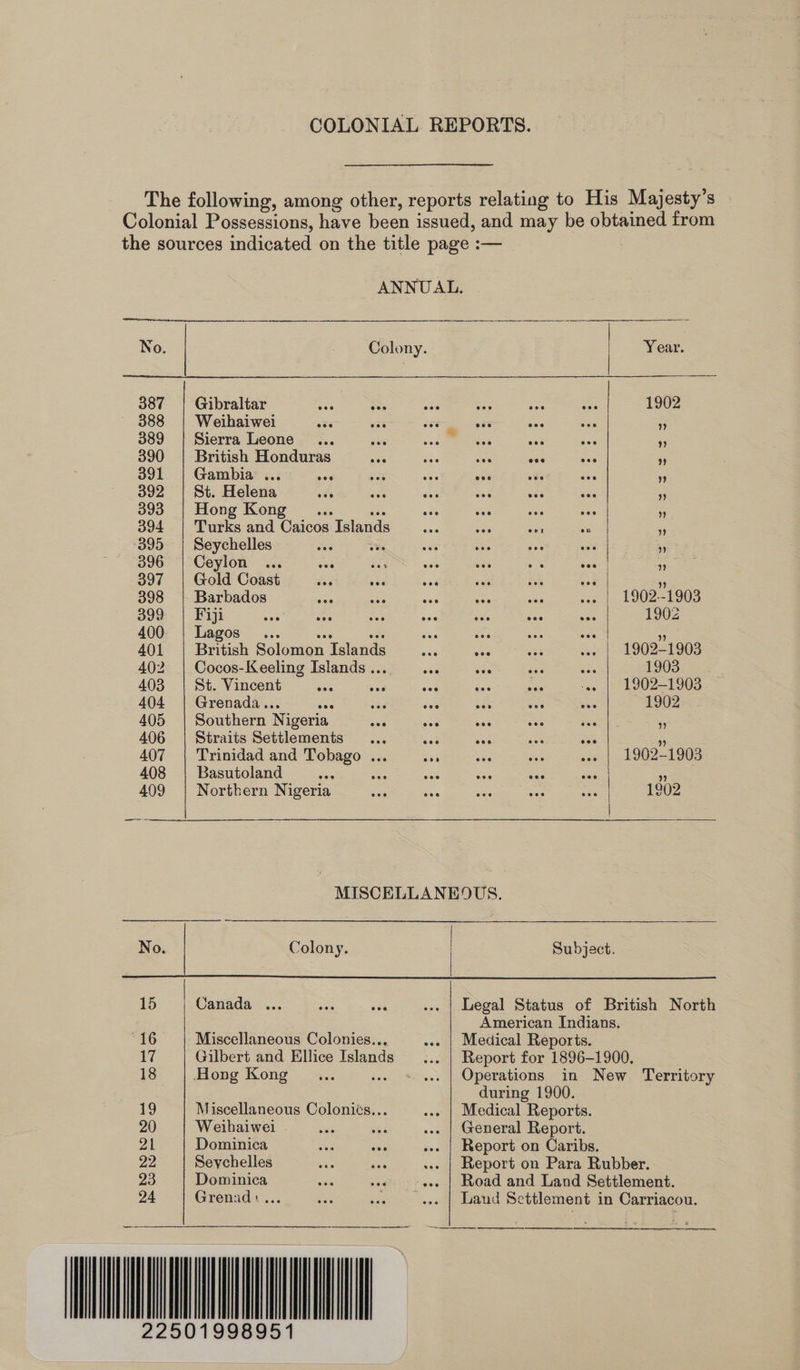 COLONIAL REPORTS.
The following, among other, reports relating to His Majesty's
Colonial Possessions, have been issued, and may be obtained from
the sources indicated on the title page :—
ANNUAL.
No. Colony. Year.
387 Gibraltar ... ... ... ... ... ... 1902
388 Weihaiwei ... ... ... ... ... ... ,,
389 Sierra Leone ... ... ... ... ... ... ,,
390 British Honduras ... ... ... ... ... ,,
391 Gambia ... ... ... ... ... ... ... ,,
392 St. Helena ... ... ... ... ... ... ,,
393 Hong Kong ... ... ... ... ... ... ,,
394 Turks and Caicos Islands ... ... ... ... ,,
395 Seychelles ... ... ... ... ... ... ,,
396 Ceylon ... ... ... ... ... ... ... ,,
397 Gold Coast ... ... ... ... ... ... ,,
398 Barbados ... ... ... ... ... ... 1902-1903
399 Fiji ... ... ... ... ... ... ... 1902
400 Lagos ... ... ... ... ... ... ... ,,
401 British Solomon Islands ... ... ... ... 1902-1903
402 Cocos-Keeling Islands ... ... ... ... ... 1903
403 St. Vincent ... ... ... ... ... ... 1902-1903
404 Grenada ... ... ... ... ... ... ... 1902
405 Southern Nigeria ... ... ... ... ... ,,
406 Straits Settlements ... ... ... ... ... ,,
407 Trinidad and Tobago ... ... ... ... ... 1902-1903
408 Basutoland ... ... ... ... ... ... ,,
409 Northern Nigeria ... ... ... ... ... 1902
MISCELLANEOUS.
No. Colony. Subject.
15 Canada ... ... ... ... Legal Status of British North
American Indians.
16 Miscellaneous Colonies... ... Medical Reports.
17 Gilbert and Ellice Islands ... Report for 1896-1900.
18 Hong Kong ... ... ... Operations in New Territory
during 1900.
19 Miscellaneous Colonies... ... Medical Reports.
20 Weihaiwei ... ... ... General Report.
21 Dominica ... ... ... Report on Caribs.
22 Seychelles ... ... ... Report on Para Rubber.
23 Dominica ... ... ... Road and Land Settlement.
24 Grenada ... ... ... ... Land Settlement in Carriacou.
22501998951